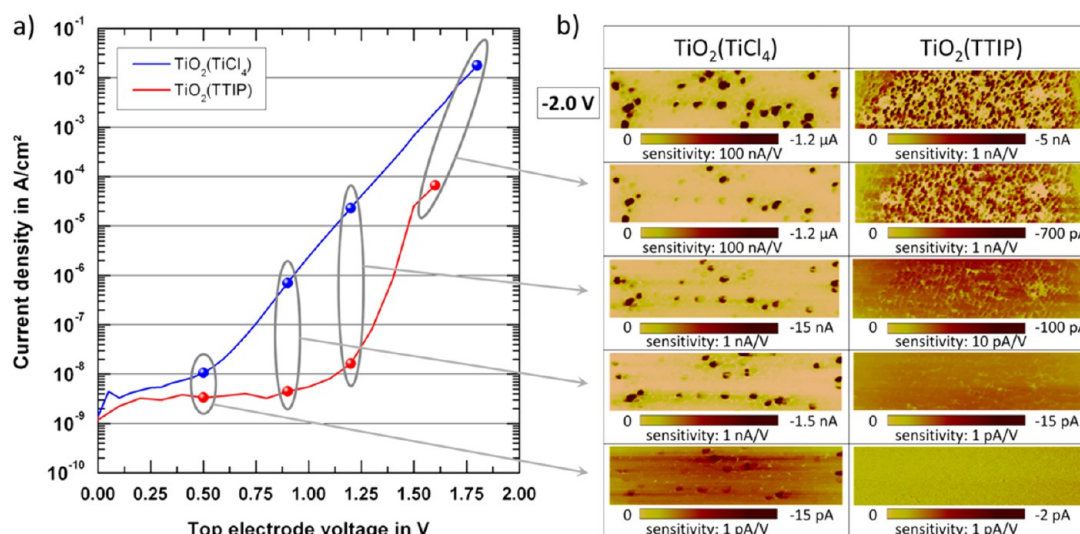 a)
Current density in A/cm²
10⁻¹
10⁻²
10⁻³
10⁻⁴
10⁻⁵
10⁻⁶
10⁻⁷
10⁻⁸
10⁻⁹
10⁻¹⁰
TiO₂(TiCl₄)
TiO₂(TTIP)
0.00 0.25 0.50 0.75 1.00 1.25 1.50 1.75 2.00
Top electrode voltage in V
b)
TiO₂(TiCl₄) TiO₂(TTIP)
-2.0 V
0 -1.2 µA 0 -5 nA
sensitivity: 100 nA/V sensitivity: 1 nA/V
0 -1.2 µA 0 -700 pA
sensitivity: 100 nA/V sensitivity: 1 nA/V
0 -15 nA 0 -100 pA
sensitivity: 1 nA/V sensitivity: 10 pA/V
0 -1.5 nA 0 -15 pA
sensitivity: 1 nA/V sensitivity: 1 pA/V
0 -15 pA 0 -2 pA
sensitivity: 1 pA/V sensitivity: 1 pA/V